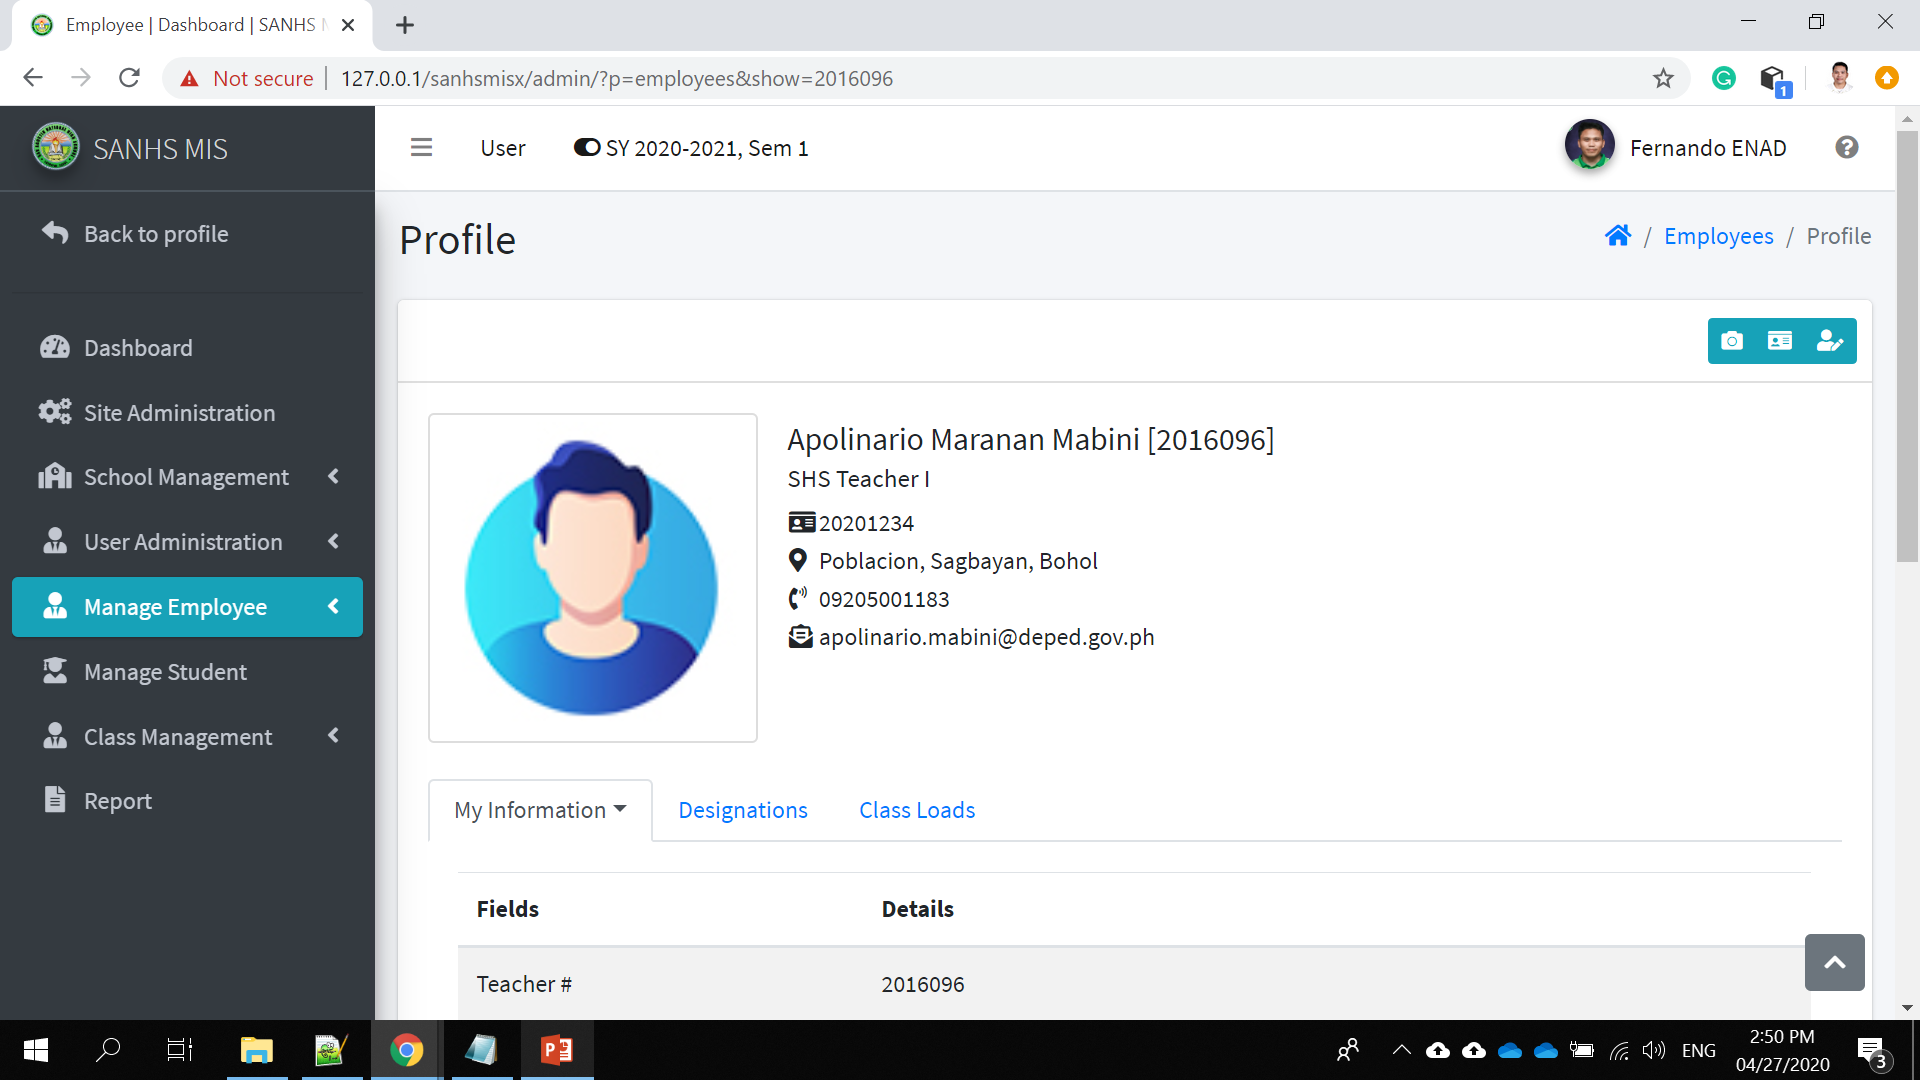 Employee | Dashboard | SANHS
Not secure
127.0.0.1/sanhsmisx/admin/?p=employees&show=2016096
1
SANHS MIS
User
SY 2020-2021, Sem 1
Fernando ENAD
Back to profile
Dashboard
Site Administration
School Management
User Administration
Manage Employee
Manage Student
Class Management
Report
Profile
/ Employees / Profile
Apolinario Maranan Mabini [2016096]
SHS Teacher I
20201234
Poblacion, Sagbayan, Bohol
09205001183
apolinario.mabini@deped.gov.ph
My Information
Designations
Class Loads
Fields
Details
Teacher #
2016096
ENG
2:50 PM
04/27/2020
3